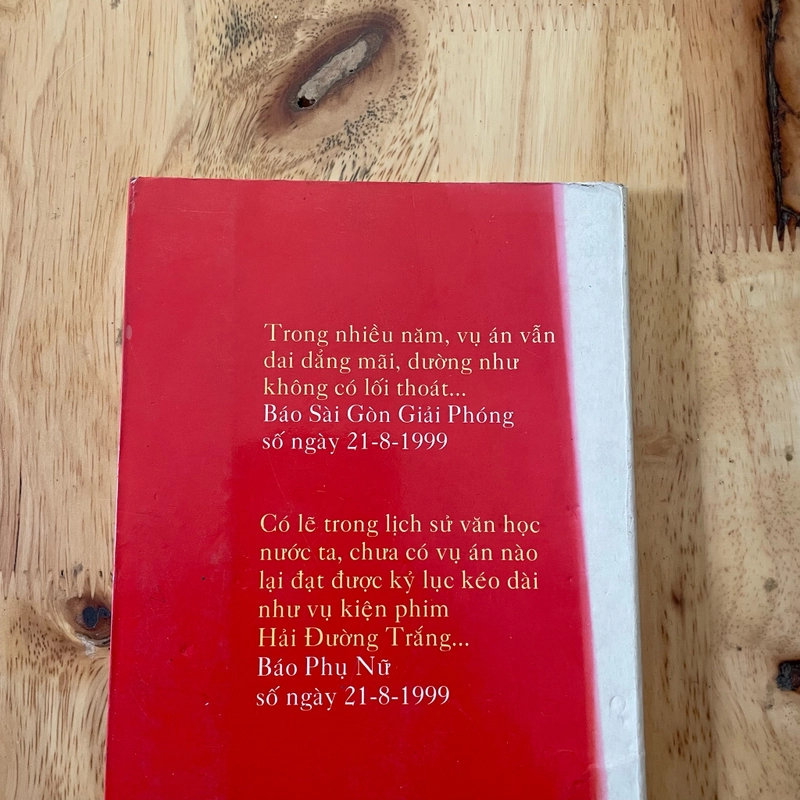 Trong nhiều năm, vụ án vẫn
dai dẳng mãi, dường như
không có lối thoát...
Báo Sài Gòn Giải Phóng
số ngày 21-8-1999
Có lẽ trong lịch sử văn học
nước ta, chưa có vụ án nào
lại đạt được kỷ lục kéo dài
như vụ kiện phim
Hải Đường Trắng...
Báo Phụ Nữ
số ngày 21-8-1999